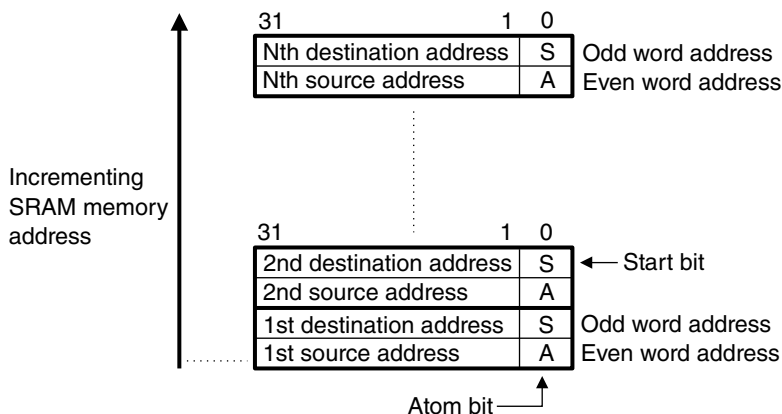 31 1 0
Nth destination address S Odd word address
Nth source address A Even word address
Incrementing
SRAM memory
address
31 1 0
2nd destination address S Start bit
2nd source address A
1st destination address S Odd word address
1st source address A Even word address
Atom bit